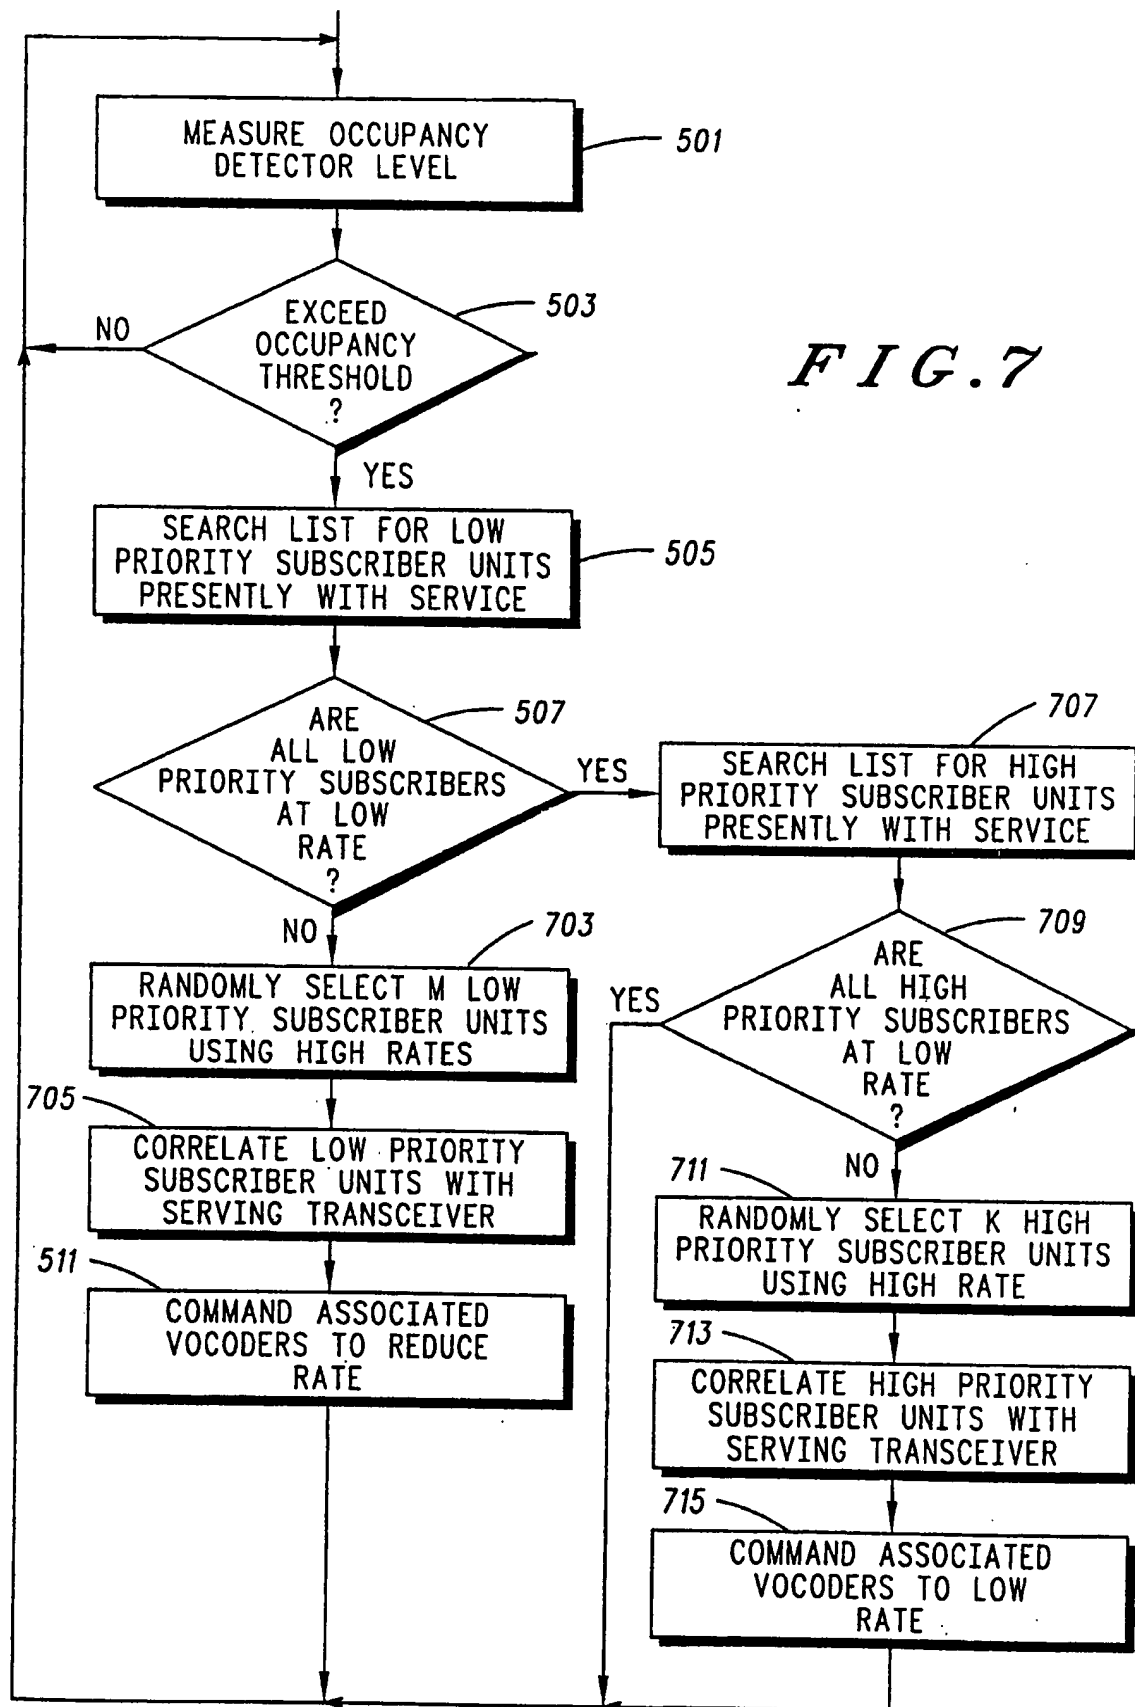 MEASURE OCCUPANCY
DETECTOR LEVEL
501
EXCEED
OCCUPANCY
THRESHOLD
?
503
NO
FIG.7
YES
SEARCH LIST FOR LOW
PRIORITY SUBSCRIBER UNITS
PRESENTLY WITH SERVICE
505
ARE
ALL LOW
PRIORITY SUBSCRIBERS
AT LOW
RATE
?
507
YES
NO
703
RANDOMLY SELECT M LOW
PRIORITY SUBSCRIBER UNITS
USING HIGH RATES
705
CORRELATE LOW PRIORITY
SUBSCRIBER UNITS WITH
SERVING TRANSCEIVER
511
COMMAND ASSOCIATED
VOCODERS TO REDUCE
RATE
707
SEARCH LIST FOR HIGH
PRIORITY SUBSCRIBER UNITS
PRESENTLY WITH SERVICE
709
ARE
ALL HIGH
PRIORITY SUBSCRIBERS
AT LOW
RATE
?
YES
NO
711
RANDOMLY SELECT K HIGH
PRIORITY SUBSCRIBER UNITS
USING HIGH RATE
713
CORRELATE HIGH PRIORITY
SUBSCRIBER UNITS WITH
SERVING TRANSCEIVER
715
COMMAND ASSOCIATED
VOCODERS TO LOW
RATE